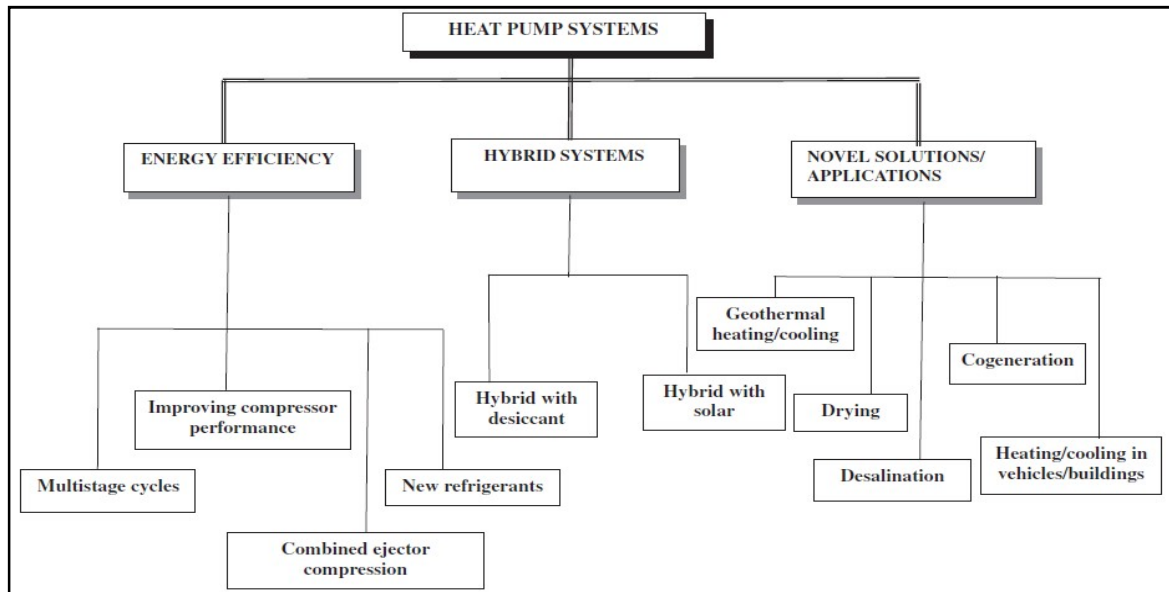 HEAT PUMP SYSTEMS
ENERGY EFFICIENCY
HYBRID SYSTEMS
NOVEL SOLUTIONS/
APPLICATIONS
Geothermal
heating/cooling
Cogeneration
Improving compressor
performance
Hybrid with
desiccant
Hybrid with
solar
Drying
Multistage cycles
New refrigerants
Desalination
Heating/cooling in
vehicles/buildings
Combined ejector
compression